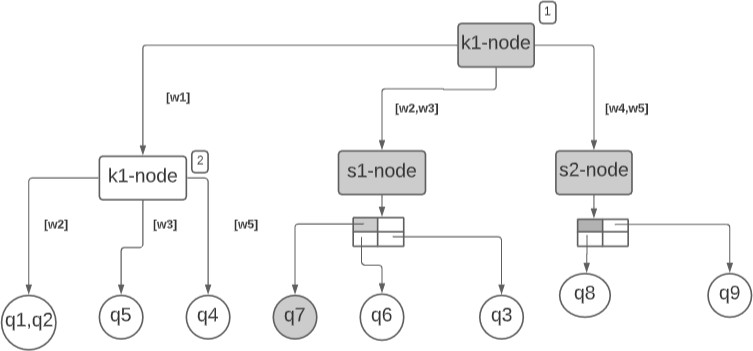 1
k1-node
[w1]
[w2,w3]
[w4,w5]
2
k1-node
s1-node
s2-node
[w2]
[w3]
[w5]
q1,q2
q5
q4
q7
q6
q3
q8
q9